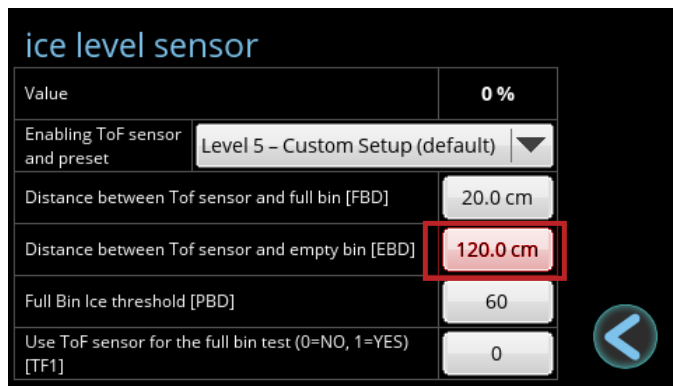 ice level sensor
Value
0 %
Enabling ToF sensor
and preset
Level 5 – Custom Setup (default)
Distance between Tof sensor and full bin [FBD]
20.0 cm
Distance between Tof sensor and empty bin [EBD]
120.0 cm
Full Bin Ice threshold [PBD]
60
Use ToF sensor for the full bin test (0=NO, 1=YES)
[TF1]
0